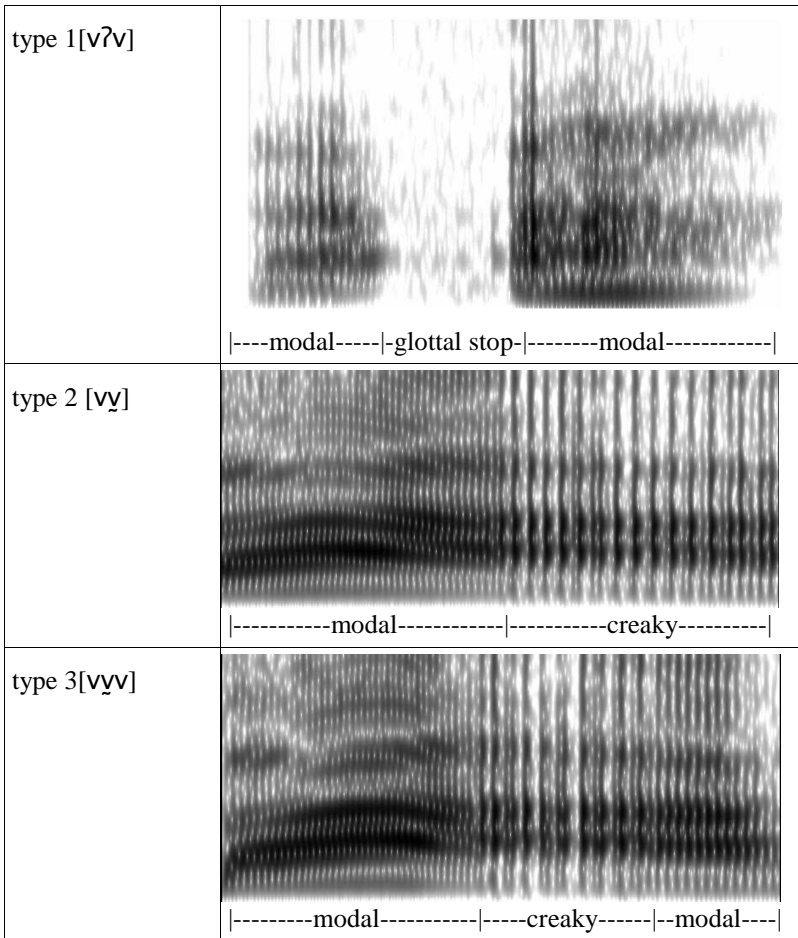 type 1[vʔv]
|----modal-----|-glottal stop-|--------modal------------|
type 2 [vv̰]
|-----------modal------------|-----------creaky----------|
type 3[vv̰v]
|---------modal-----------|-----creaky------|--modal----|